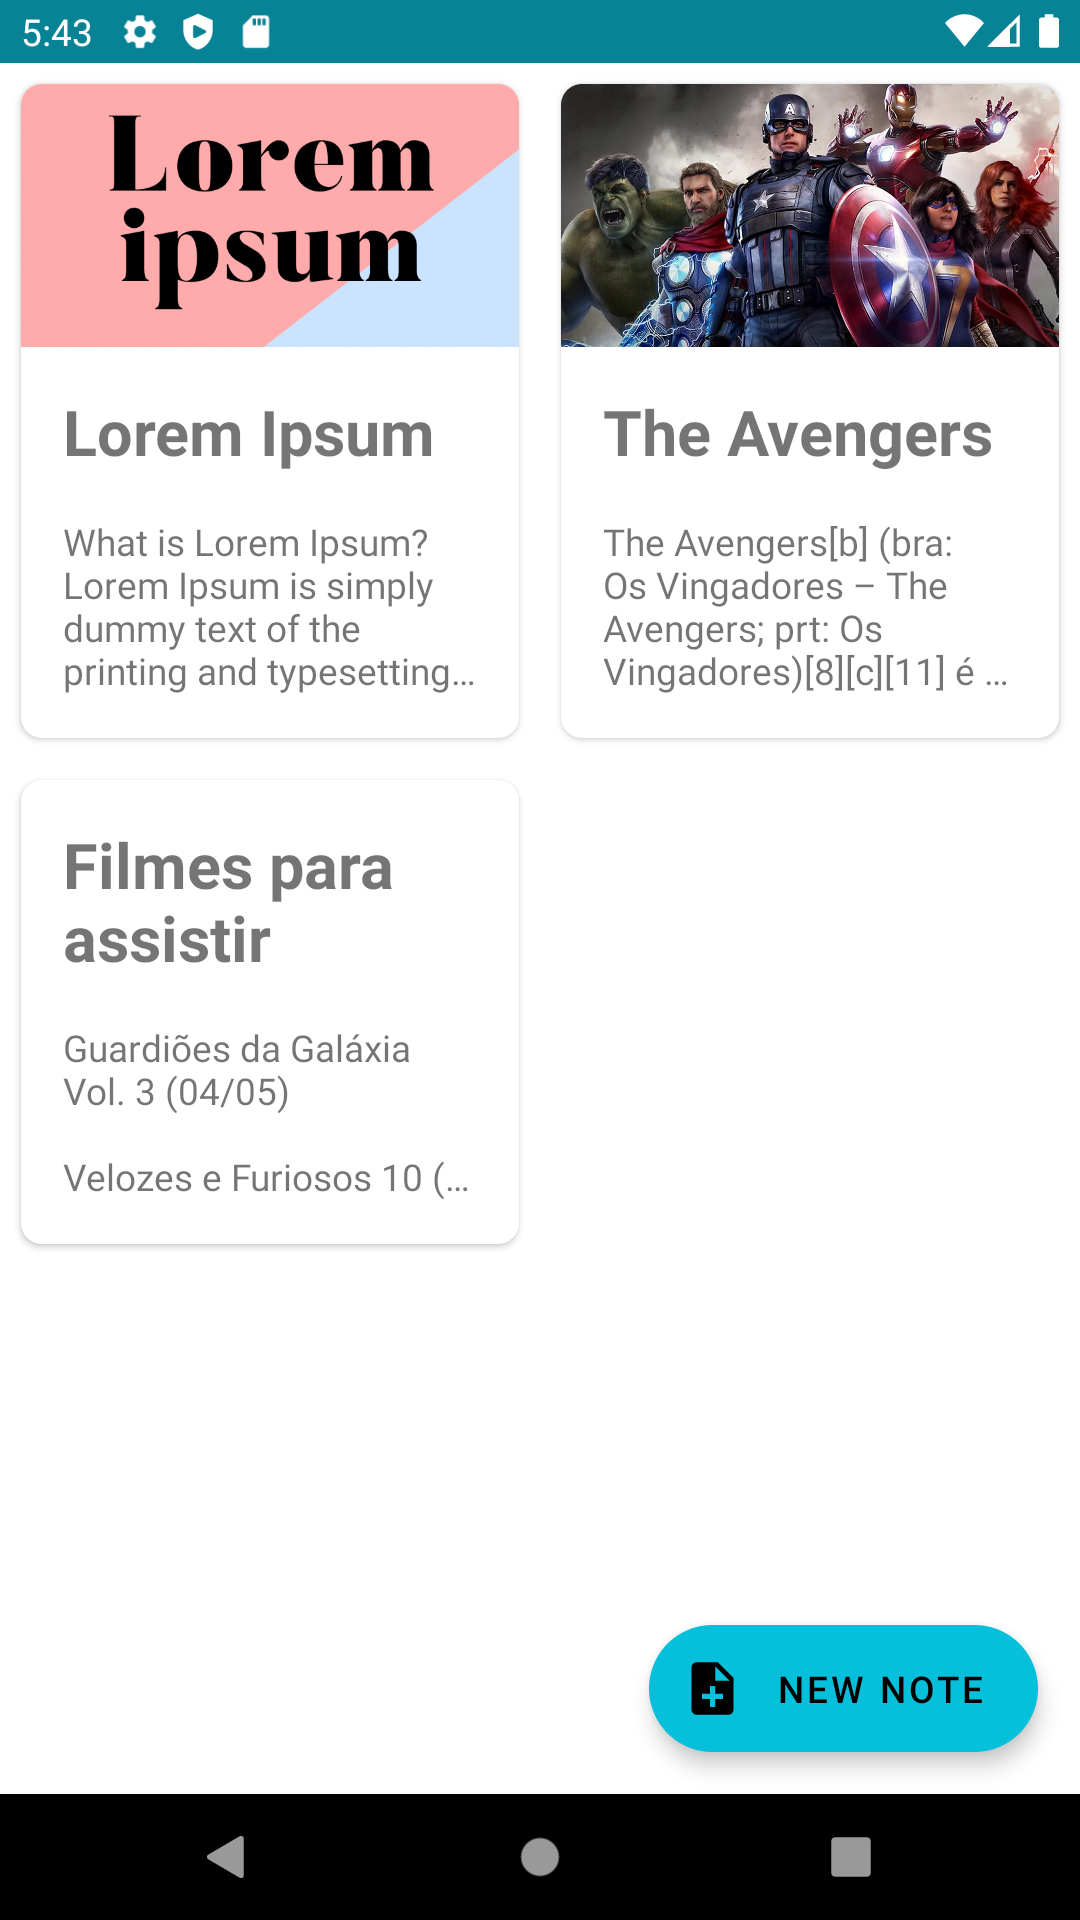 5:43
Lorem
ipsum
Lorem Ipsum
What is Lorem Ipsum?
Lorem Ipsum is simply
dummy text of the
printing and typesetting...
A
The Avengers
The Avengers[b] (bra:
Os Vingadores – The
Avengers; prt: Os
Vingadores)[8][c][11] é ...
Filmes para
assistir
Guardiões da Galáxia
Vol. 3 (04/05)
Velozes e Furiosos 10 (...
NEW NOTE